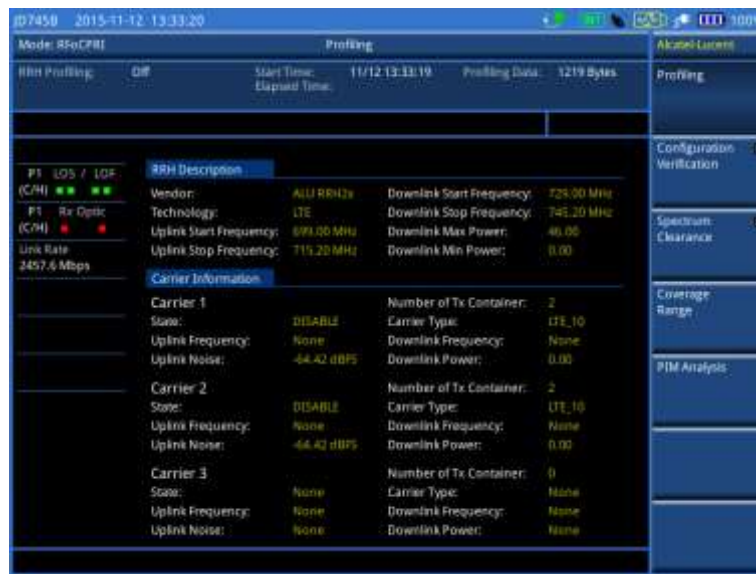 JD745B 2015-11-12 13:33:20
INT 100%
Mode: RFoCPRI Profiling Alcatel-Lucent
RRH Profiling: Off Start Time: 11/12 13:33:19 Profiling Data: 1219 Bytes
Elapsed Time:
Profiling
Configuration
Verification
Spectrum
Clearance
Coverage
Range
PIM Analysis
P1 LOS / LOF
(C/H)
P1 Rx Optic
(C/H)
Link Rate
2457.6 Mbps
RRH Description
Vendor: ALU RRH2x Downlink Start Frequency: 729.00 MHz
Technology: LTE Downlink Stop Frequency: 745.20 MHz
Uplink Start Frequency: 699.00 MHz Downlink Max Power: 46.00
Uplink Stop Frequency: 715.20 MHz Downlink Min Power: 0.00
Carrier Information
Carrier 1 Number of Tx Container: 2
State: DISABLE Carrier Type: LTE_10
Uplink Frequency: None Downlink Frequency: None
Uplink Noise: -64.42 dBFS Downlink Power: 0.00
Carrier 2 Number of Tx Container: 2
State: DISABLE Carrier Type: LTE_10
Uplink Frequency: None Downlink Frequency: None
Uplink Noise: -64.42 dBFS Downlink Power: 0.00
Carrier 3 Number of Tx Container: 0
State: None Carrier Type: None
Uplink Frequency: None Downlink Frequency: None
Uplink Noise: None Downlink Power: None